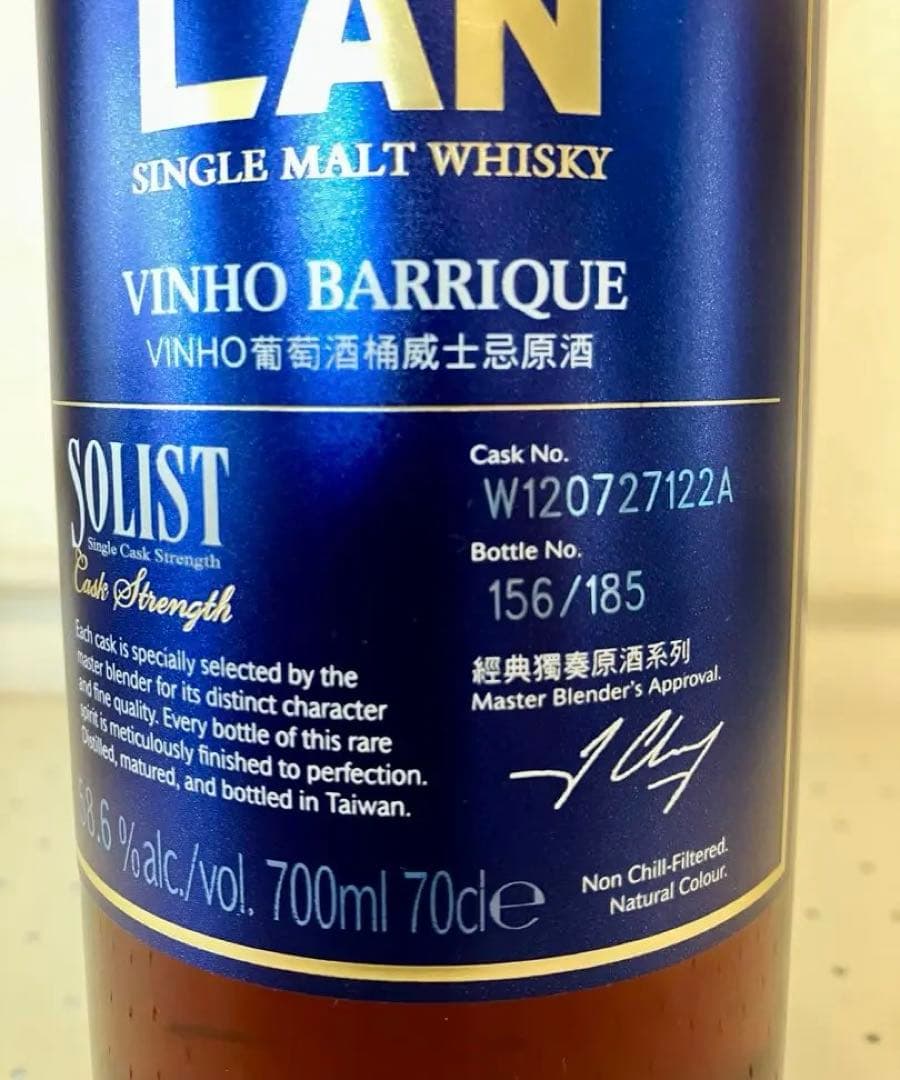 LAN
SINGLE MALT WHISKY
VINHO BARRIQUE
VINHO葡萄酒桶威士忌原酒
SOLIST
Single Cask Strength
Cask Strength
Each cask is specially selected by the
master blender for its distinct character
and fine quality. Every bottle of this rare
spirit is meticulously finished to perfection.
Distilled, matured, and bottled in Taiwan.
58.6 %alc./vol. 700ml 70cl e
Cask No.
W120727122A
Bottle No.
156/185
經典獨奏原酒系列
Master Blender's Approval.
Non Chill-Filtered.
Natural Colour.